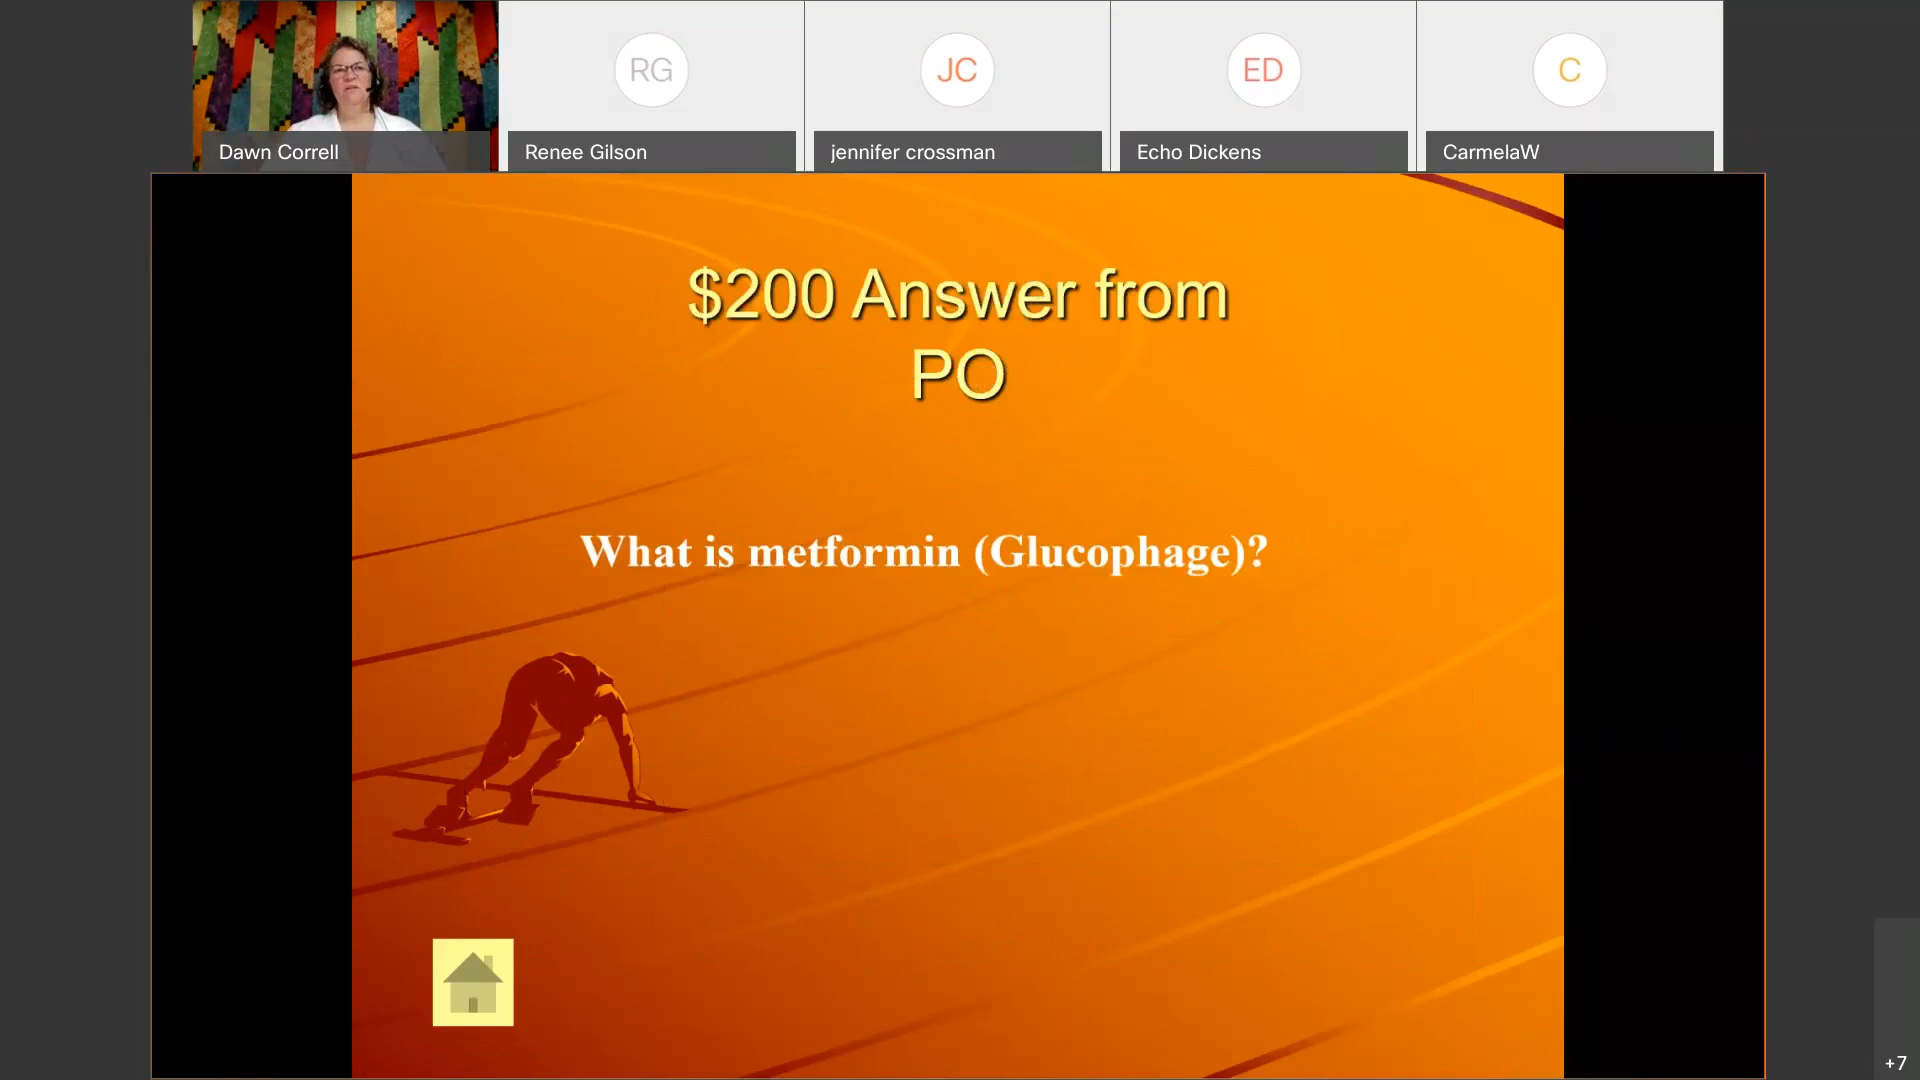 RG
JC
ED
C
Dawn Correll
Renee Gilson
jennifer crossman
Echo Dickens
CarmelaW
$200 Answer from
PO
What is metformin (Glucophage)?
+7